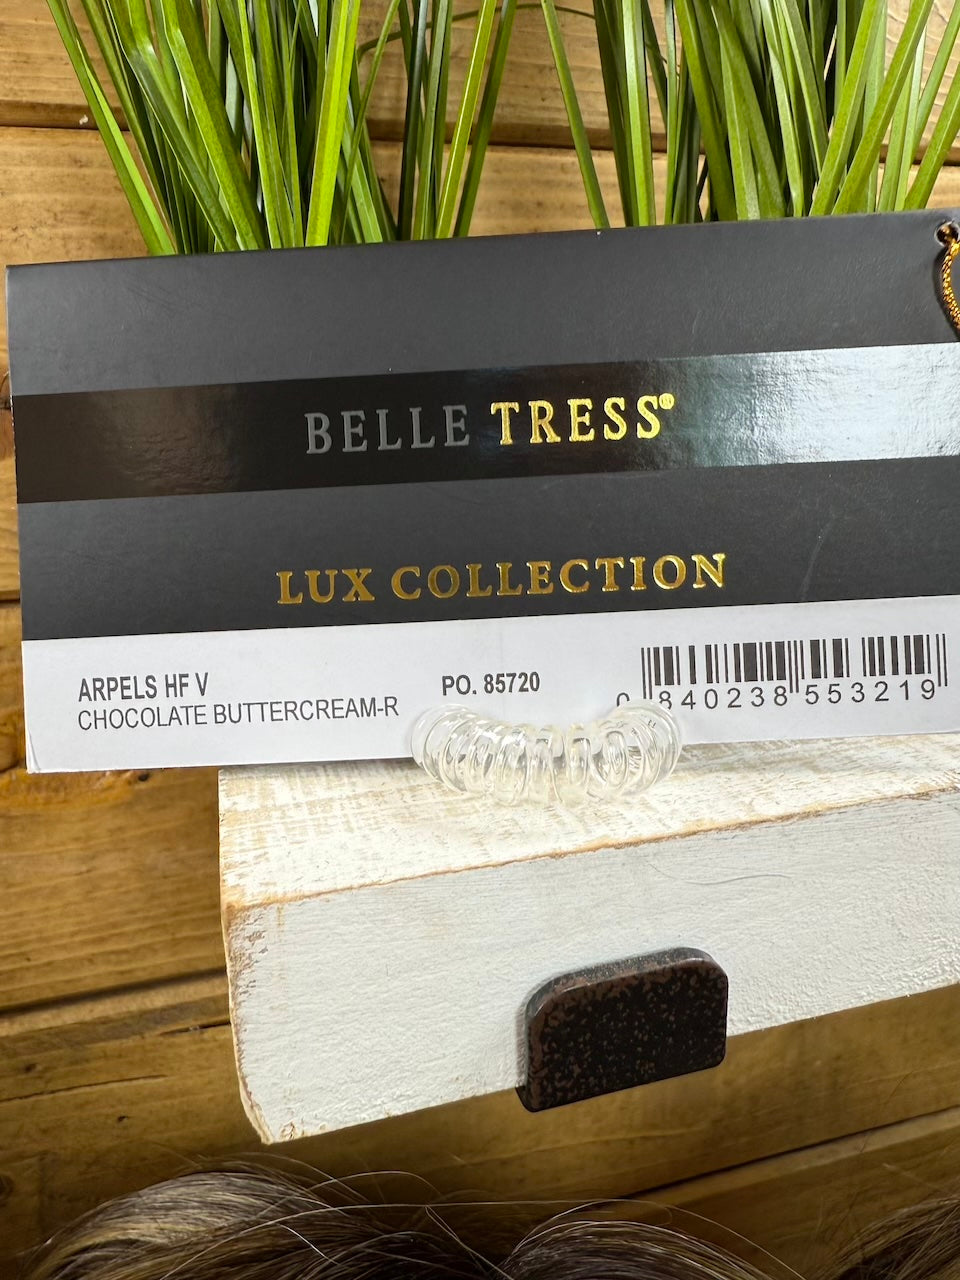 BELLE TRESS®
LUX COLLECTION
ARPELS HF V
CHOCOLATE BUTTERCREAM-R
PO. 85720
0 840238 553219